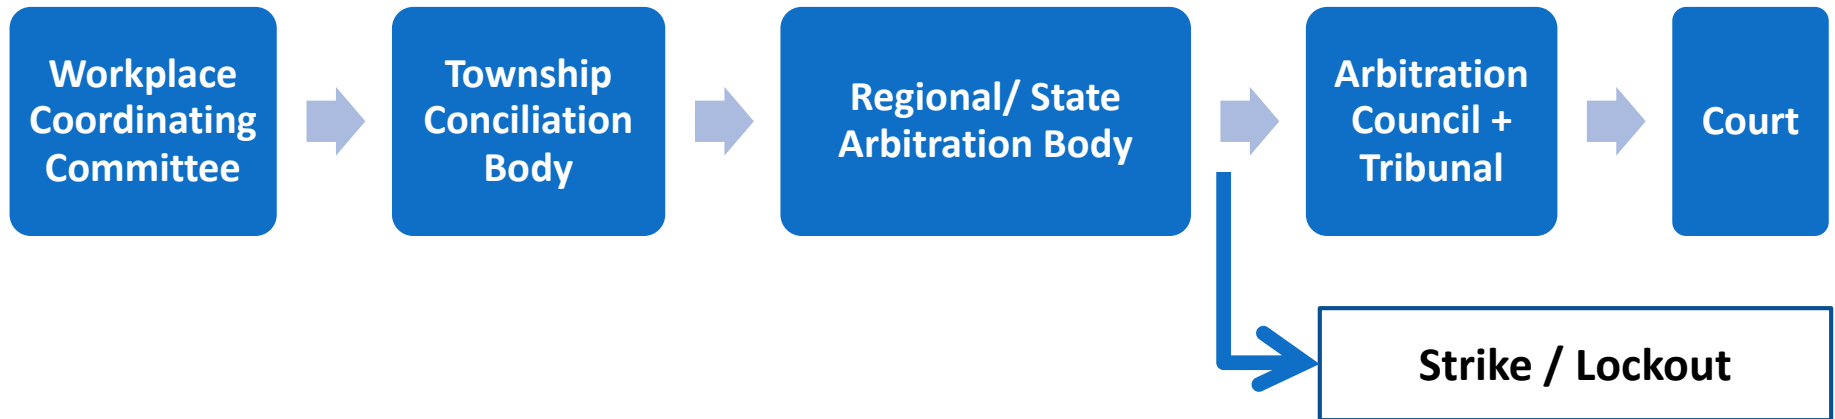 Workplace
Coordinating
Committee
Township
Conciliation
Body
Regional/ State
Arbitration Body
Arbitration
Council +
Tribunal
Court
Strike / Lockout